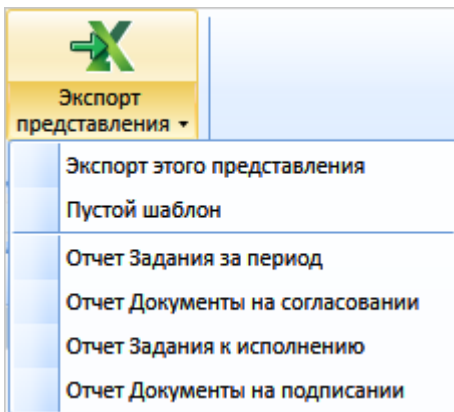 Экспорт
представления
Экспорт этого представления
Пустой шаблон
Отчет Задания за период
Отчет Документы на согласовании
Отчет Задания к исполнению
Отчет Документы на подписании